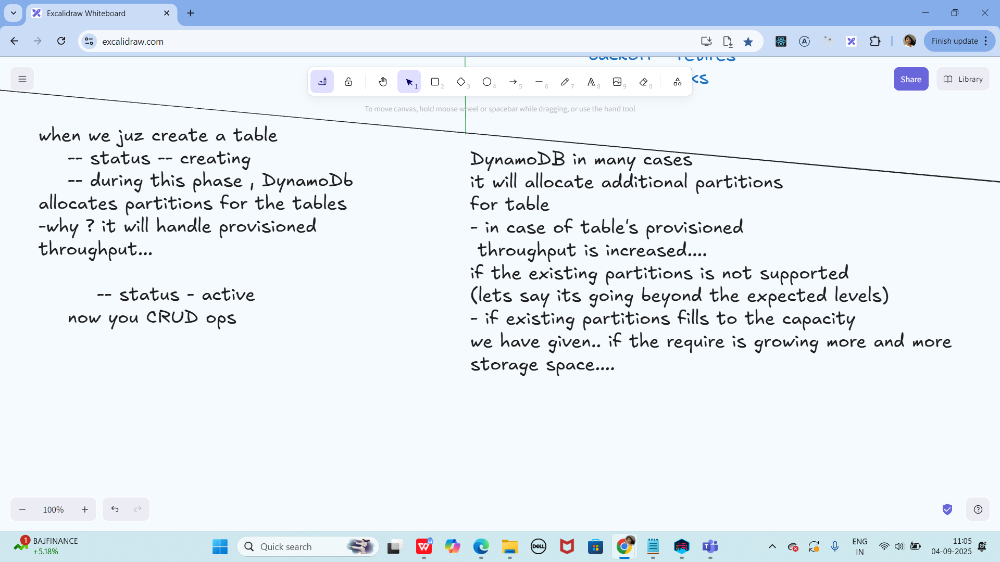 Excalidraw Whiteboard
excalidraw.com
Finish update
retires
ks
1
2
3
4
5
6
7
8
9
0
Share
Library
To move canvas, hold mouse wheel or spacebar while dragging, or use the hand tool
when we juz create a table
-- status -- creating
-- during this phase , DynamoDb
allocates partitions for the tables
-why ? it will handle provisioned
throughput...
-- status - active
now you CRUD ops
DynamoDB in many cases
it will allocate additional partitions
for table
- in case of table's provisioned
throughput is increased....
if the existing partitions is not supported
(lets say its going beyond the expected levels)
- if existing partitions fills to the capacity
we have given.. if the require is growing more and more
storage space....
100%
1
BAJFINANCE
+5.18%
Quick search
DELL
ENG
IN
11:05
04-09-2025